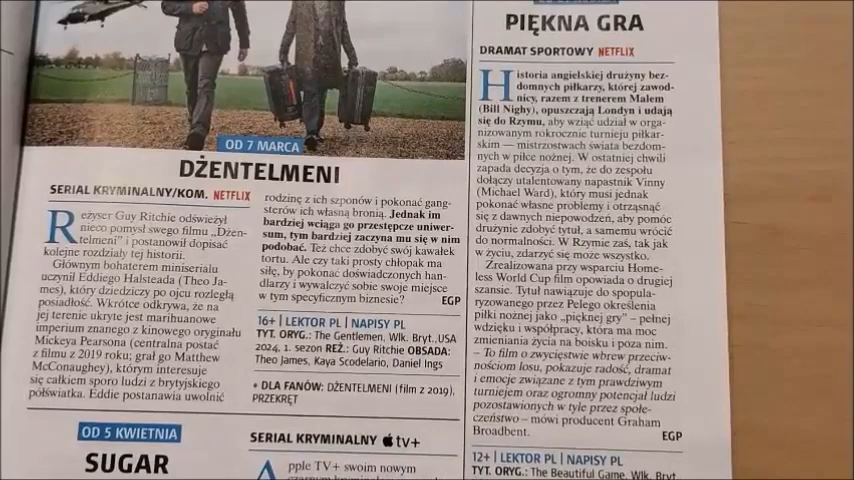 OD 7 MARCA
DŻENTELMENI
SERIAL KRYMINALNY/KOM. NETFLIX
Reżyser Guy Ritchie odświeżył
nieco pomysł swego filmu „Dżen-
telmeni" i postanowił dopisać
kolejne rozdziały tej historii.
Głównym bohaterem miniserialu
uczynił Eddiego Halsteada (Theo Ja-
mes), który dziedziczy po ojcu rozległą
posiadłość. Wkrótce odkrywa, że na
jej terenie ukryte jest marihuanowe
imperium znanego z kinowego oryginału
Mickeya Pearsona (centralna postać
z filmu z 2019 roku; grał go Matthew
McConaughey), którym interesuje
się całkiem sporo ludzi z brytyjskiego
półświatka. Eddie postanawia uwolnić
rodzinę z ich szponów i pokonać gang-
sterów ich własną bronią. Jednak im
bardziej wciąga go przestępcze uniwer-
sum, tym bardziej zaczyna mu się w nim
podobać. Też chce zdobyć swój kawałek
tortu. Ale czy taki prosty chłopak ma
siłę, by pokonać doświadczonych han-
dlarzy i wywalczyć sobie swoje miejsce
w tym specyficznym biznesie? EGP
16+ | LEKTOR PL | NAPISY PL
TYT. ORYG.: The Gentlemen, Wlk. Bryt.,USA
2024, 1. sezon REŻ.: Guy Ritchie OBSADA:
Theo James, Kaya Scodelario, Daniel Ings
+ DLA FANÓW: DŻENTELMENI (film z 2019),
PRZEKRĘT
OD 5 KWIETNIA
SUGAR
SERIAL KRYMINALNY tv+
Apple TV+ swoim nowym
PIĘKNA GRA
DRAMAT SPORTOWY NETFLIX
Historia angielskiej drużyny bez-
domnych piłkarzy, której zawod-
nicy, razem z trenerem Malem
(Bill Nighy), opuszczają Londyn i udają
się do Rzymu, aby wziąć udział w orga-
nizowanym rokrocznie turnieju piłkar-
skim — mistrzostwach świata bezdom-
nych w piłce nożnej. W ostatniej chwili
zapada decyzja o tym, że do zespołu
dołączy utalentowany napastnik Vinny
(Michael Ward), który musi jednak
pokonać własne problemy i otrząsnąć
się z dawnych niepowodzeń, aby pomóc
drużynie zdobyć tytuł, a samemu wrócić
do normalności. W Rzymie zaś, tak jak
w życiu, zdarzyć się może wszystko.
Zrealizowana przy wsparciu Home-
less World Cup film opowiada o drugiej
szansie. Tytuł nawiązuje do spopula-
ryzowanego przez Pelego określenia
piłki nożnej jako „pięknej gry" – pełnej
wdzięku i współpracy, która ma moc
zmieniania życia na boisku i poza nim.
– To film o zwycięstwie wbrew przeciw-
nościom losu, pokazuje radość, dramat
i emocje związane z tym prawdziwym
turniejem oraz ogromny potencjał ludzi
pozostawionych w tyle przez społe-
czeństwo – mówi producent Graham
Broadbent. EGP
12+ | LEKTOR PL | NAPISY PL
TYT. ORYG.: The Beautiful Game, Wlk. Bryt